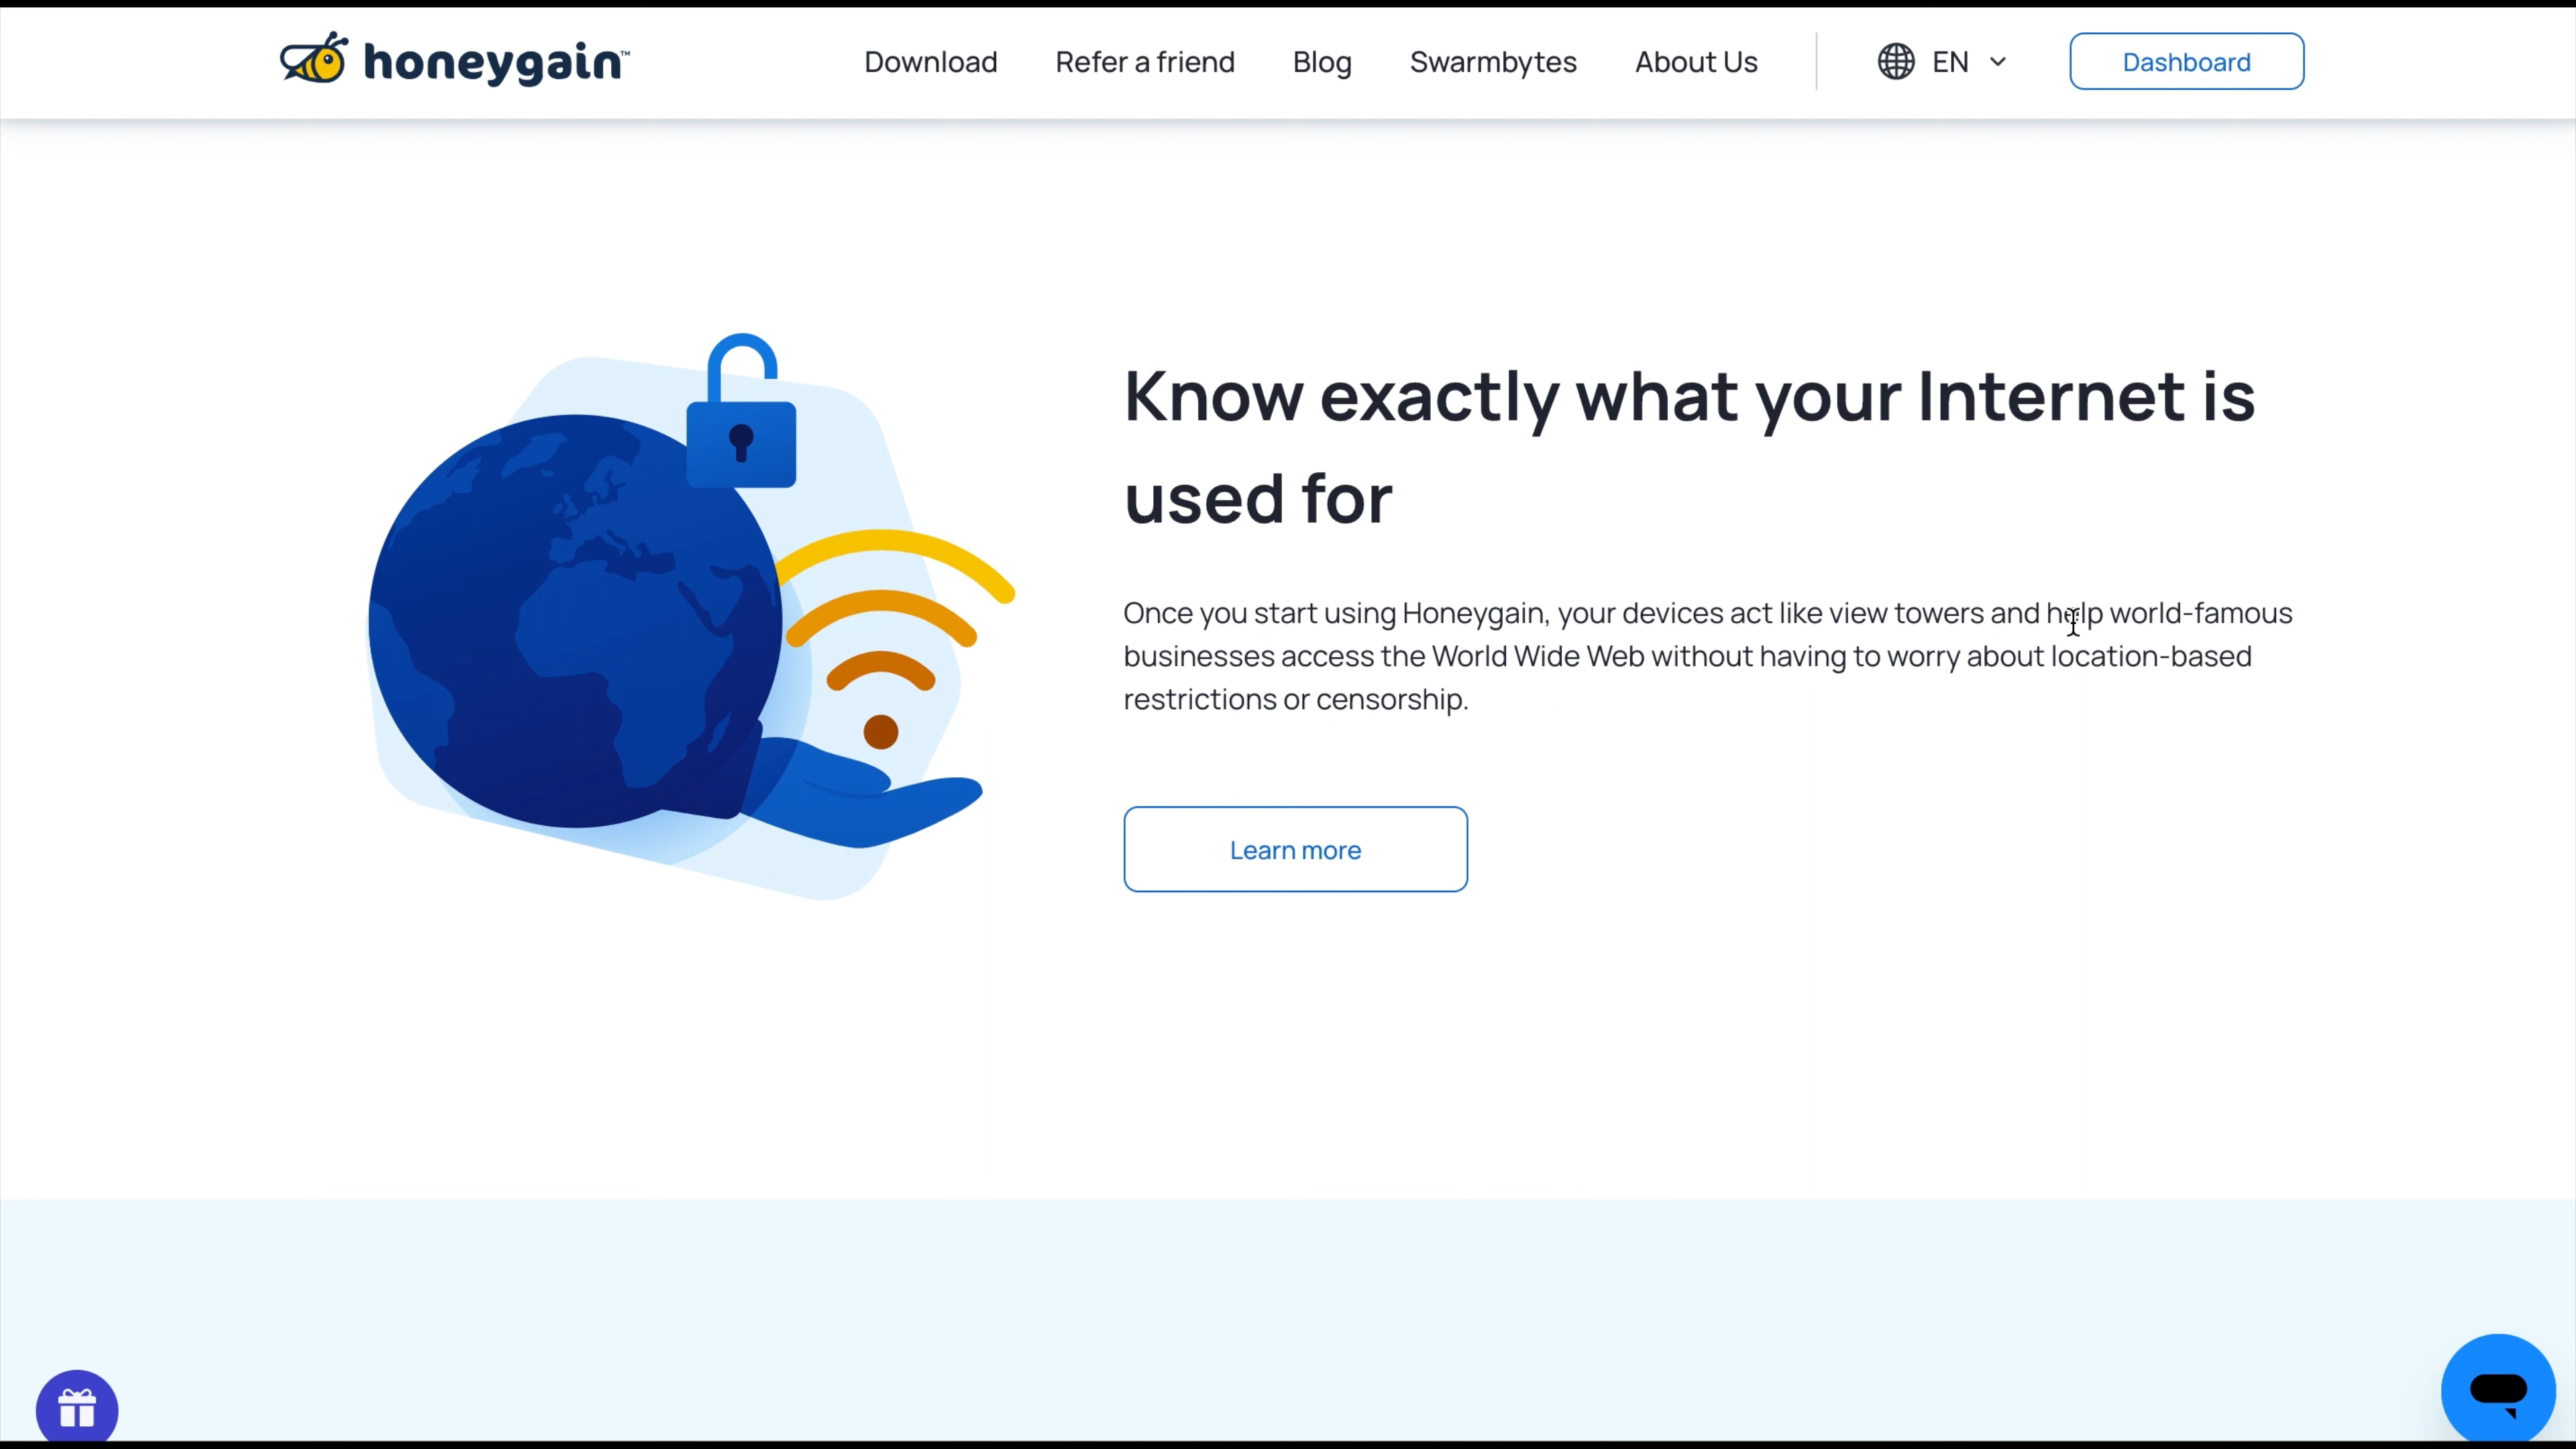 honeygain™
Download
Refer a friend
Blog
Swarmbytes
About Us
EN
Dashboard
Know exactly what your Internet is
used for
Once you start using Honeygain, your devices act like view towers and help world-famous
businesses access the World Wide Web without having to worry about location-based
restrictions or censorship.
Learn more